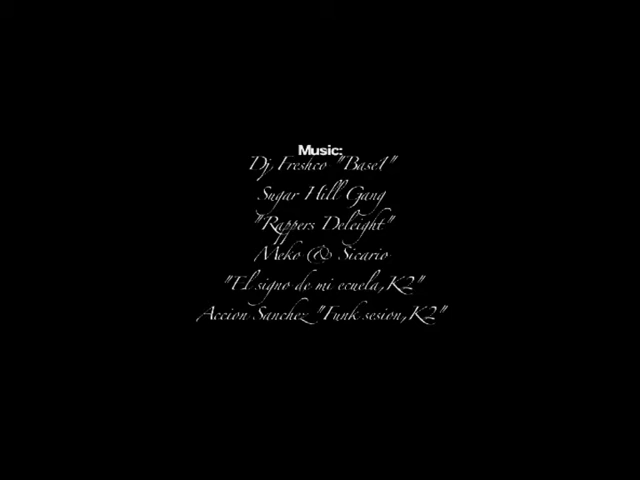 Music:
Dj, Freshco "Base1"
Sugar Hill Gang
"Rappers Deleight"
Meko & Sicario
"El signo de mi ecuela, K2"
Accion Sanchez "Funk sesion, K2"